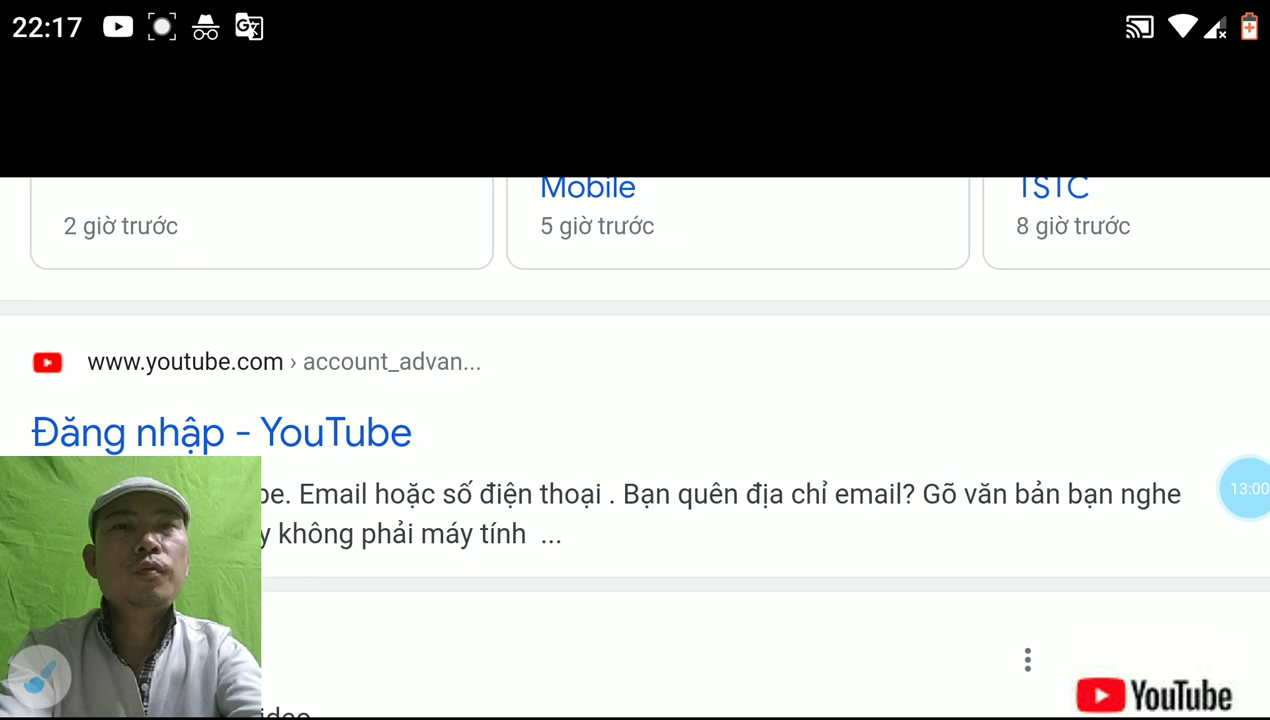 22:17
Mobile
TSTC
2 giờ trước
5 giờ trước
8 giờ trước
www.youtube.com › account_advan...
Đăng nhập - YouTube
be. Email hoặc số điện thoại . Bạn quên địa chỉ email? Gõ văn bản bạn nghe
y không phải máy tính ...
13:00
YouTube